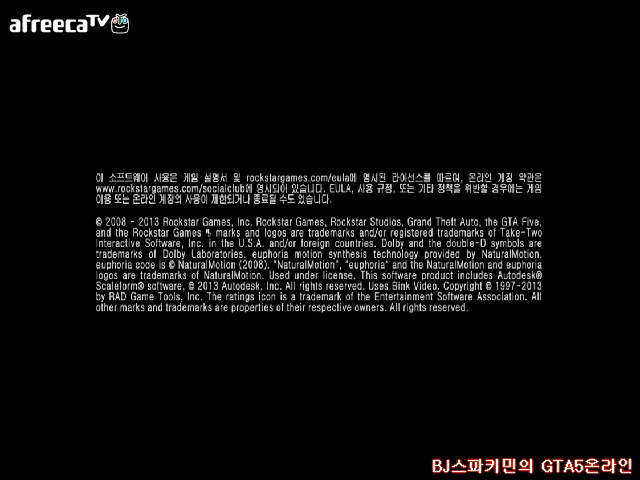 afreecaTV
이 소프트웨어 사용은 게임 설명서 및 rockstargames.com/eula에 명시된 라이선스를 따르며, 온라인 계정 약관은
www.rockstargames.com/socialclub에 명시되어 있습니다. EULA, 사용 규정, 또는 기타 정책을 위반할 경우에는 게임
이용 또는 온라인 계정의 사용이 제한되거나 종료될 수도 있습니다.
© 2008 - 2013 Rockstar Games, Inc. Rockstar Games, Rockstar Studios, Grand Theft Auto, the GTA Five,
and the Rockstar Games ¶ marks and logos are trademarks and/or registered trademarks of Take-Two
Interactive Software, Inc. in the U.S.A. and/or foreign countries. Dolby and the double-D symbols are
trademarks of Dolby Laboratories. euphoria motion synthesis technology provided by NaturalMotion.
euphoria code is © NaturalMotion (2008). "NaturalMotion", "euphoria" and the NaturalMotion and euphoria
logos are trademarks of NaturalMotion. Used under license. This software product includes Autodesk®
Scaleform® software, © 2013 Autodesk, Inc. All rights reserved. Uses Bink Video. Copyright © 1997-2013
by RAD Game Tools, Inc. The ratings icon is a trademark of the Entertainment Software Association. All
other marks and trademarks are properties of their respective owners. All rights reserved.
BJ스파키민의 GTA5온라인